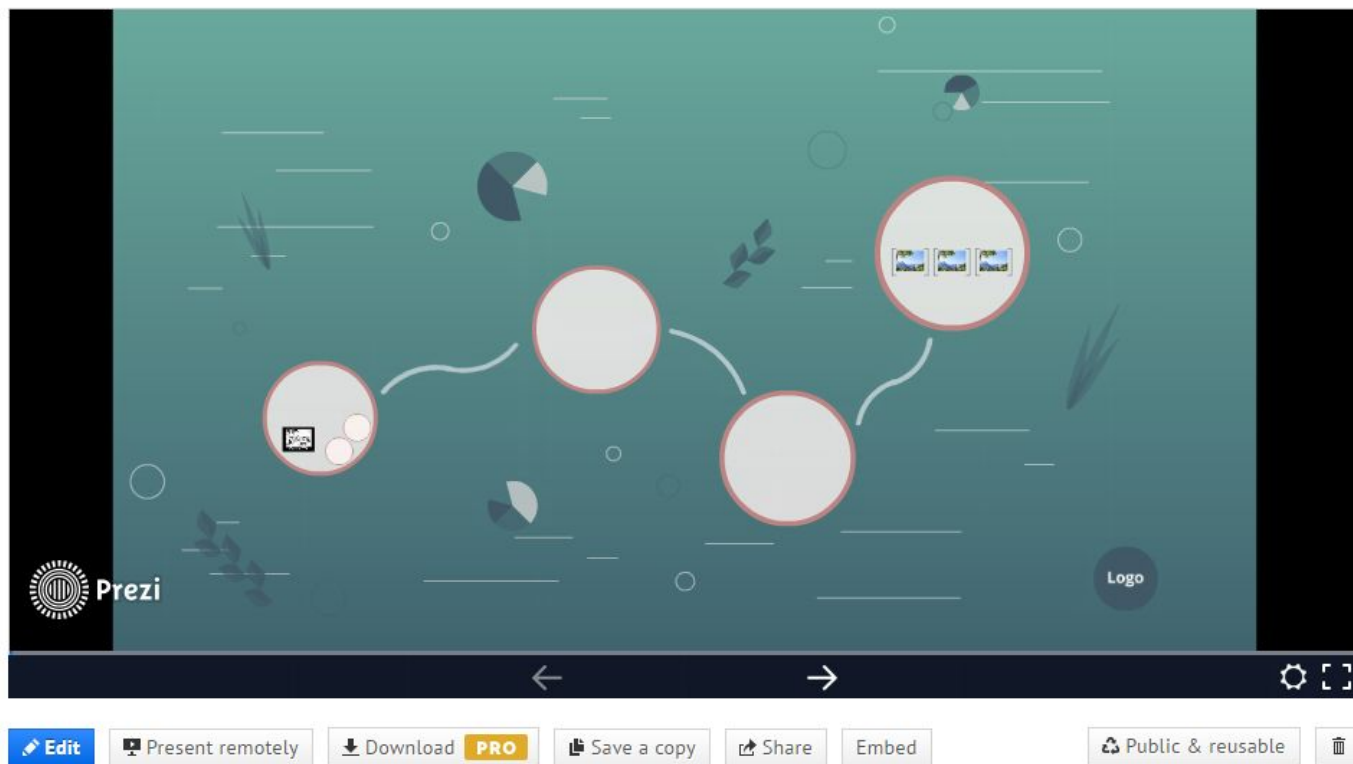 Logo
Prezi
Edit
Present remotely
Download PRO
Save a copy
Share
Embed
Public & reusable